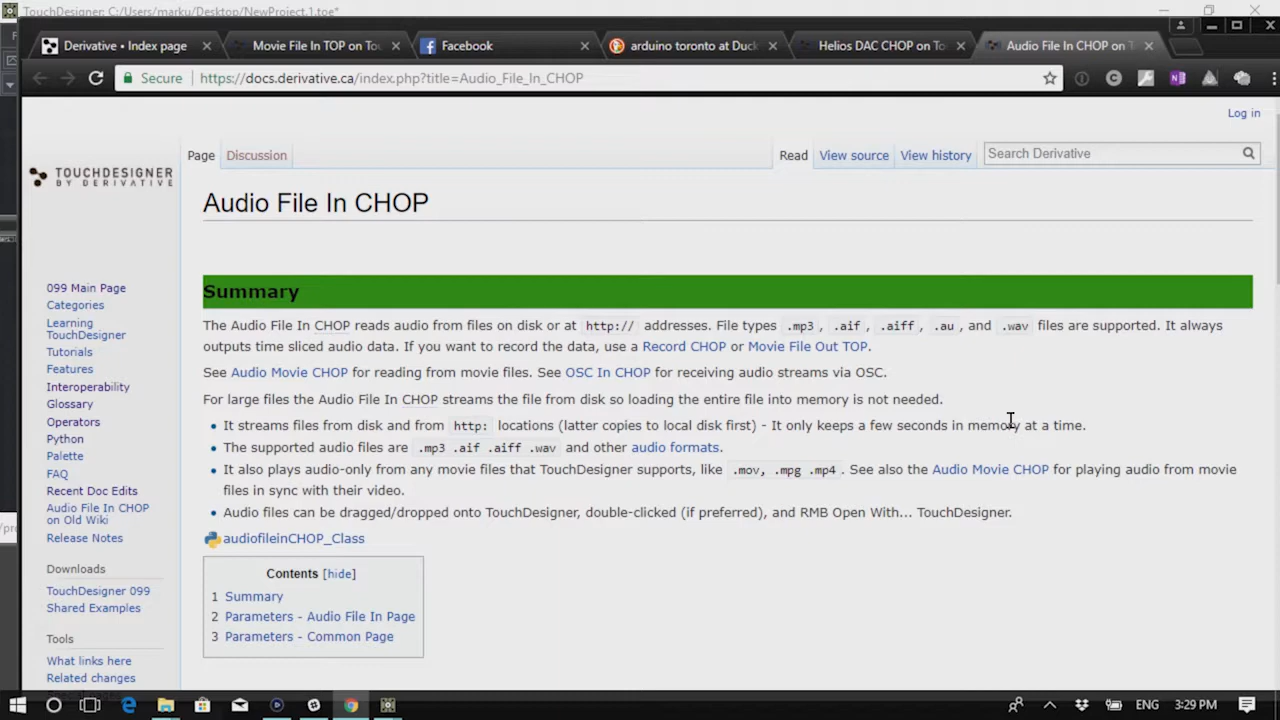 TouchDesigner: C:/Users/marku/Desktop/NewProject.1.toe*
Derivative • Index page
Movie File In TOP on Tou
Facebook
arduino toronto at Duck
Helios DAC CHOP on To
Audio File In CHOP on T
Secure
https://docs.derivative.ca/index.php?title=Audio_File_In_CHOP
Log in
Page
Discussion
Read
View source
View history
Search Derivative
TOUCHDESIGNER
BY DERIVATIVE
Audio File In CHOP
099 Main Page
Categories
Learning
TouchDesigner
Tutorials
Features
Interoperability
Glossary
Operators
Python
Palette
FAQ
Recent Doc Edits
Audio File In CHOP
on Old Wiki
Release Notes
Downloads
TouchDesigner 099
Shared Examples
Tools
What links here
Related changes
Summary
The Audio File In CHOP reads audio from files on disk or at http:// addresses. File types .mp3, .aif, .aiff, .au, and .wav files are supported. It always
outputs time sliced audio data. If you want to record the data, use a Record CHOP or Movie File Out TOP.
See Audio Movie CHOP for reading from movie files. See OSC In CHOP for receiving audio streams via OSC.
For large files the Audio File In CHOP streams the file from disk so loading the entire file into memory is not needed.
• It streams files from disk and from http: locations (latter copies to local disk first) - It only keeps a few seconds in memory at a time.
• The supported audio files are .mp3 .aif .aiff .wav and other audio formats.
• It also plays audio-only from any movie files that TouchDesigner supports, like .mov, .mpg .mp4. See also the Audio Movie CHOP for playing audio from movie
files in sync with their video.
• Audio files can be dragged/dropped onto TouchDesigner, double-clicked (if preferred), and RMB Open With... TouchDesigner.
audiofileinCHOP_Class
Contents [hide]
1 Summary
2 Parameters - Audio File In Page
3 Parameters - Common Page
ENG
3:29 PM